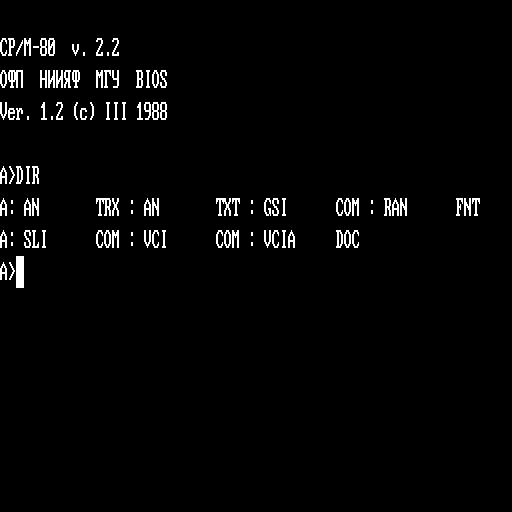 CP/M-80 v. 2.2
ОФП НИИЯФ МГУ BIOS
Ver. 1.2 (c) III 1988
A>DIR
A: AN TRX : AN TXT : GSI COM : RAN FNT
A: SLI COM : VCI COM : VCIA DOC
A>